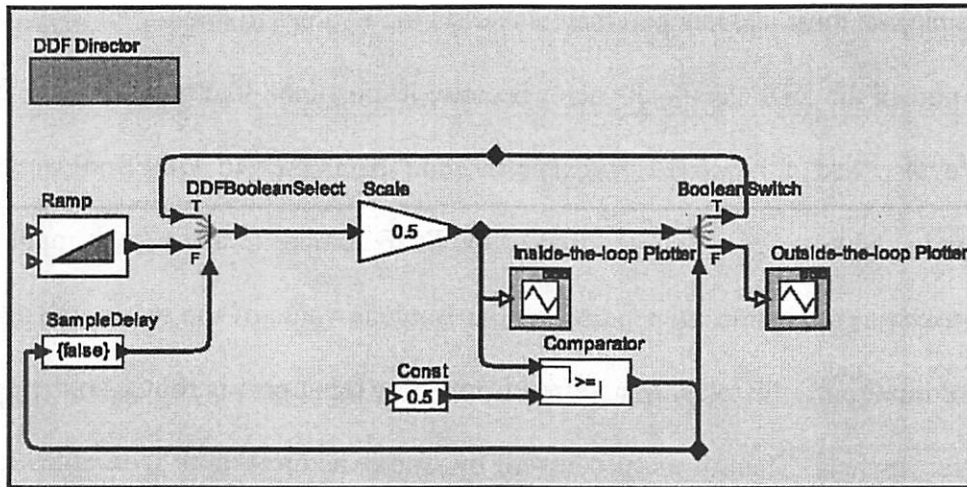 DDF Director
DDFBooleanSelect
Scale
BooleanSwitch
Ramp
T
F
0.5
T
F
Inside-the-loop Plotter
Outside-the-loop Plotter
SampleDelay
{false}
Const
0.5
Comparator
>=